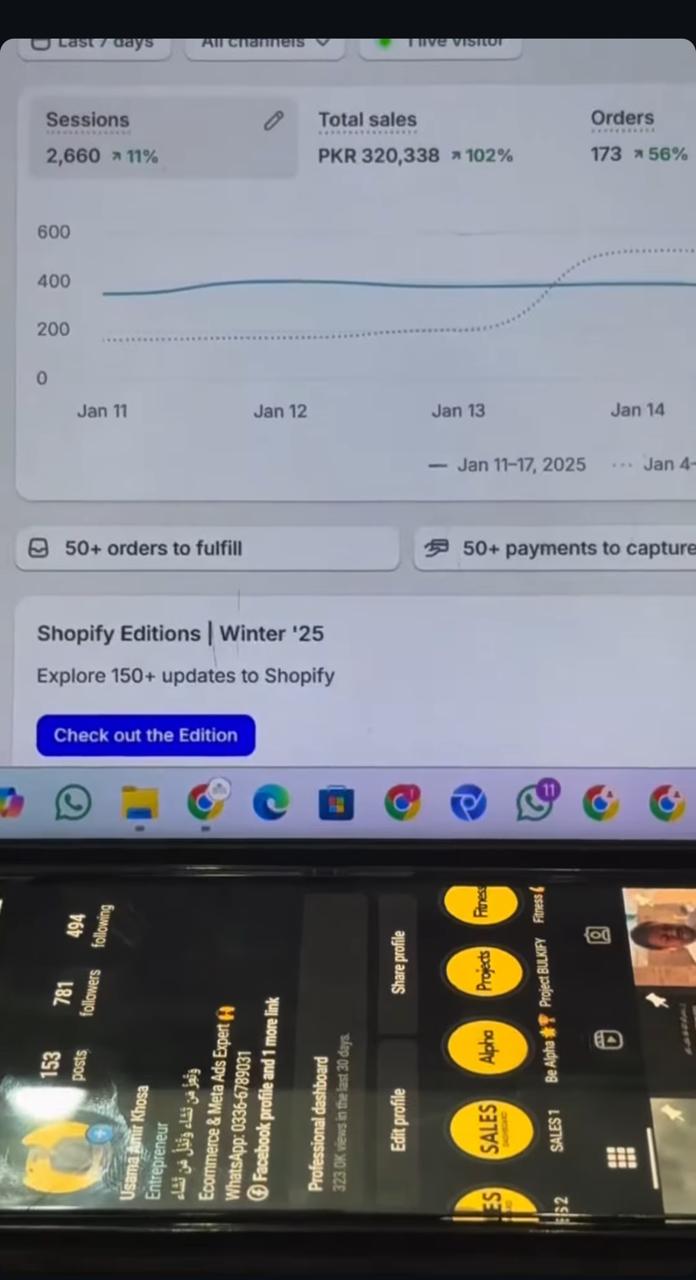 Last 7 days
All channels
1 live visitor
Sessions
2,660 11%
Total sales
PKR 320,338 102%
Orders
173 56%
600
400
200
0
Jan 11
Jan 12
Jan 13
Jan 14
Jan 11–17, 2025
Jan 4–
50+ orders to fulfill
50+ payments to capture
Shopify Editions | Winter '25
Explore 150+ updates to Shopify
Check out the Edition
11
153
posts
781
followers
494
following
Usama Amir Khosa
Entrepreneur
وَتُعِزُّ مَن تَشَاء وَتُذِلُّ مَن تَشَاء
Ecommerce & Meta Ads Expert
WhatsApp: 0336-6789031
Facebook profile and 1 more link
Professional dashboard
323.0K views in the last 30 days.
Edit profile
Share profile
ES
S 2
SALES
SALES 1
Alpha
Be Alpha
Projects
Project BULKIFY
Fitness
Fitness